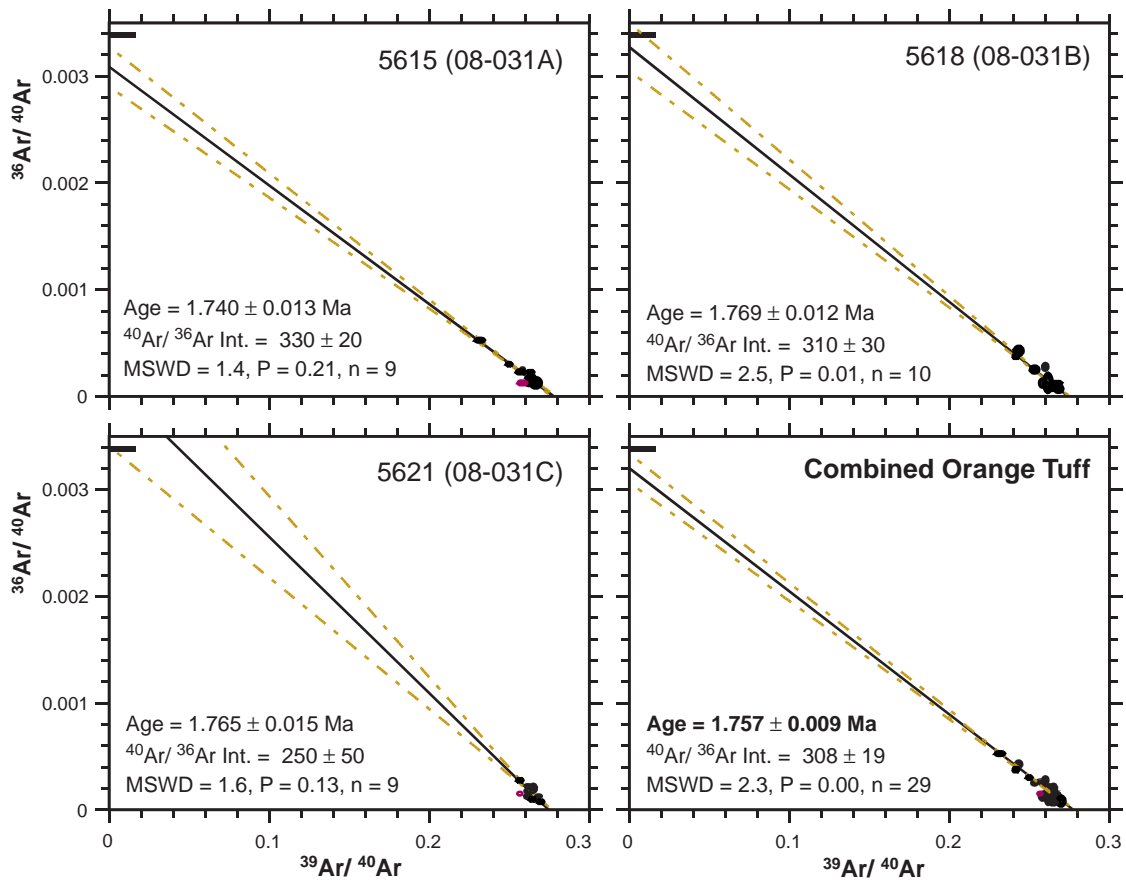 5615 (08-031A)
0.003
0.002
0.001
0
³⁶Ar/ ⁴⁰Ar
Age = 1.740 ± 0.013 Ma
⁴⁰Ar/ ³⁶Ar Int. = 330 ± 20
MSWD = 1.4, P = 0.21, n = 9
5618 (08-031B)
Age = 1.769 ± 0.012 Ma
⁴⁰Ar/ ³⁶Ar Int. = 310 ± 30
MSWD = 2.5, P = 0.01, n = 10
5621 (08-031C)
0.003
0.002
0.001
0
³⁶Ar/ ⁴⁰Ar
Age = 1.765 ± 0.015 Ma
⁴⁰Ar/ ³⁶Ar Int. = 250 ± 50
MSWD = 1.6, P = 0.13, n = 9
0 0.1 0.2 0.3
³⁹Ar/ ⁴⁰Ar
Combined Orange Tuff
Age = 1.757 ± 0.009 Ma
⁴⁰Ar/ ³⁶Ar Int. = 308 ± 19
MSWD = 2.3, P = 0.00, n = 29
0 0.1 0.2 0.3
³⁹Ar/ ⁴⁰Ar